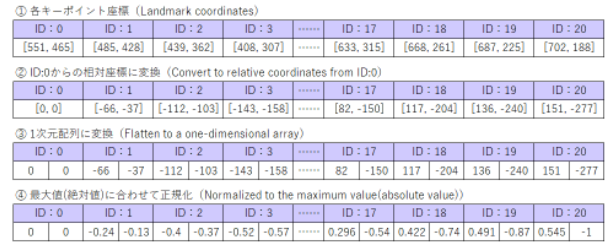 ① 各キーポイント座標（Landmark coordinates）
ID：0 ID：1 ID：2 ID：3 …… ID：17 ID：18 ID：19 ID：20
[551, 465] [485, 428] [439, 362] [408, 307] …… [633, 315] [668, 261] [687, 225] [702, 188]
② ID:0からの相対座標に変換（Convert to relative coordinates from ID:0）
ID：0 ID：1 ID：2 ID：3 …… ID：17 ID：18 ID：19 ID：20
[0, 0] [-66, -37] [-112, -103] [-143, -158] …… [82, -150] [117, -204] [136, -240] [151, -277]
③ 1次元配列に変換（Flatten to a one-dimensional array）
ID：0 ID：1 ID：2 ID：3 …… ID：17 ID：18 ID：19 ID：20
0 0 -66 -37 -112 -103 -143 -158 …… 82 -150 117 -204 136 -240 151 -277
④ 最大値(絶対値)に合わせて正規化（Normalized to the maximum value(absolute value)）
ID：0 ID：1 ID：2 ID：3 …… ID：17 ID：18 ID：19 ID：20
0 0 -0.24 -0.13 -0.4 -0.37 -0.52 -0.57 …… 0.296 -0.54 0.422 -0.74 0.491 -0.87 0.545 -1